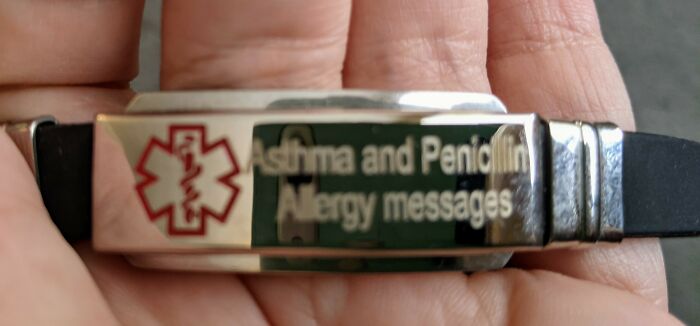 Asthma and Penicillin
Allergy messages